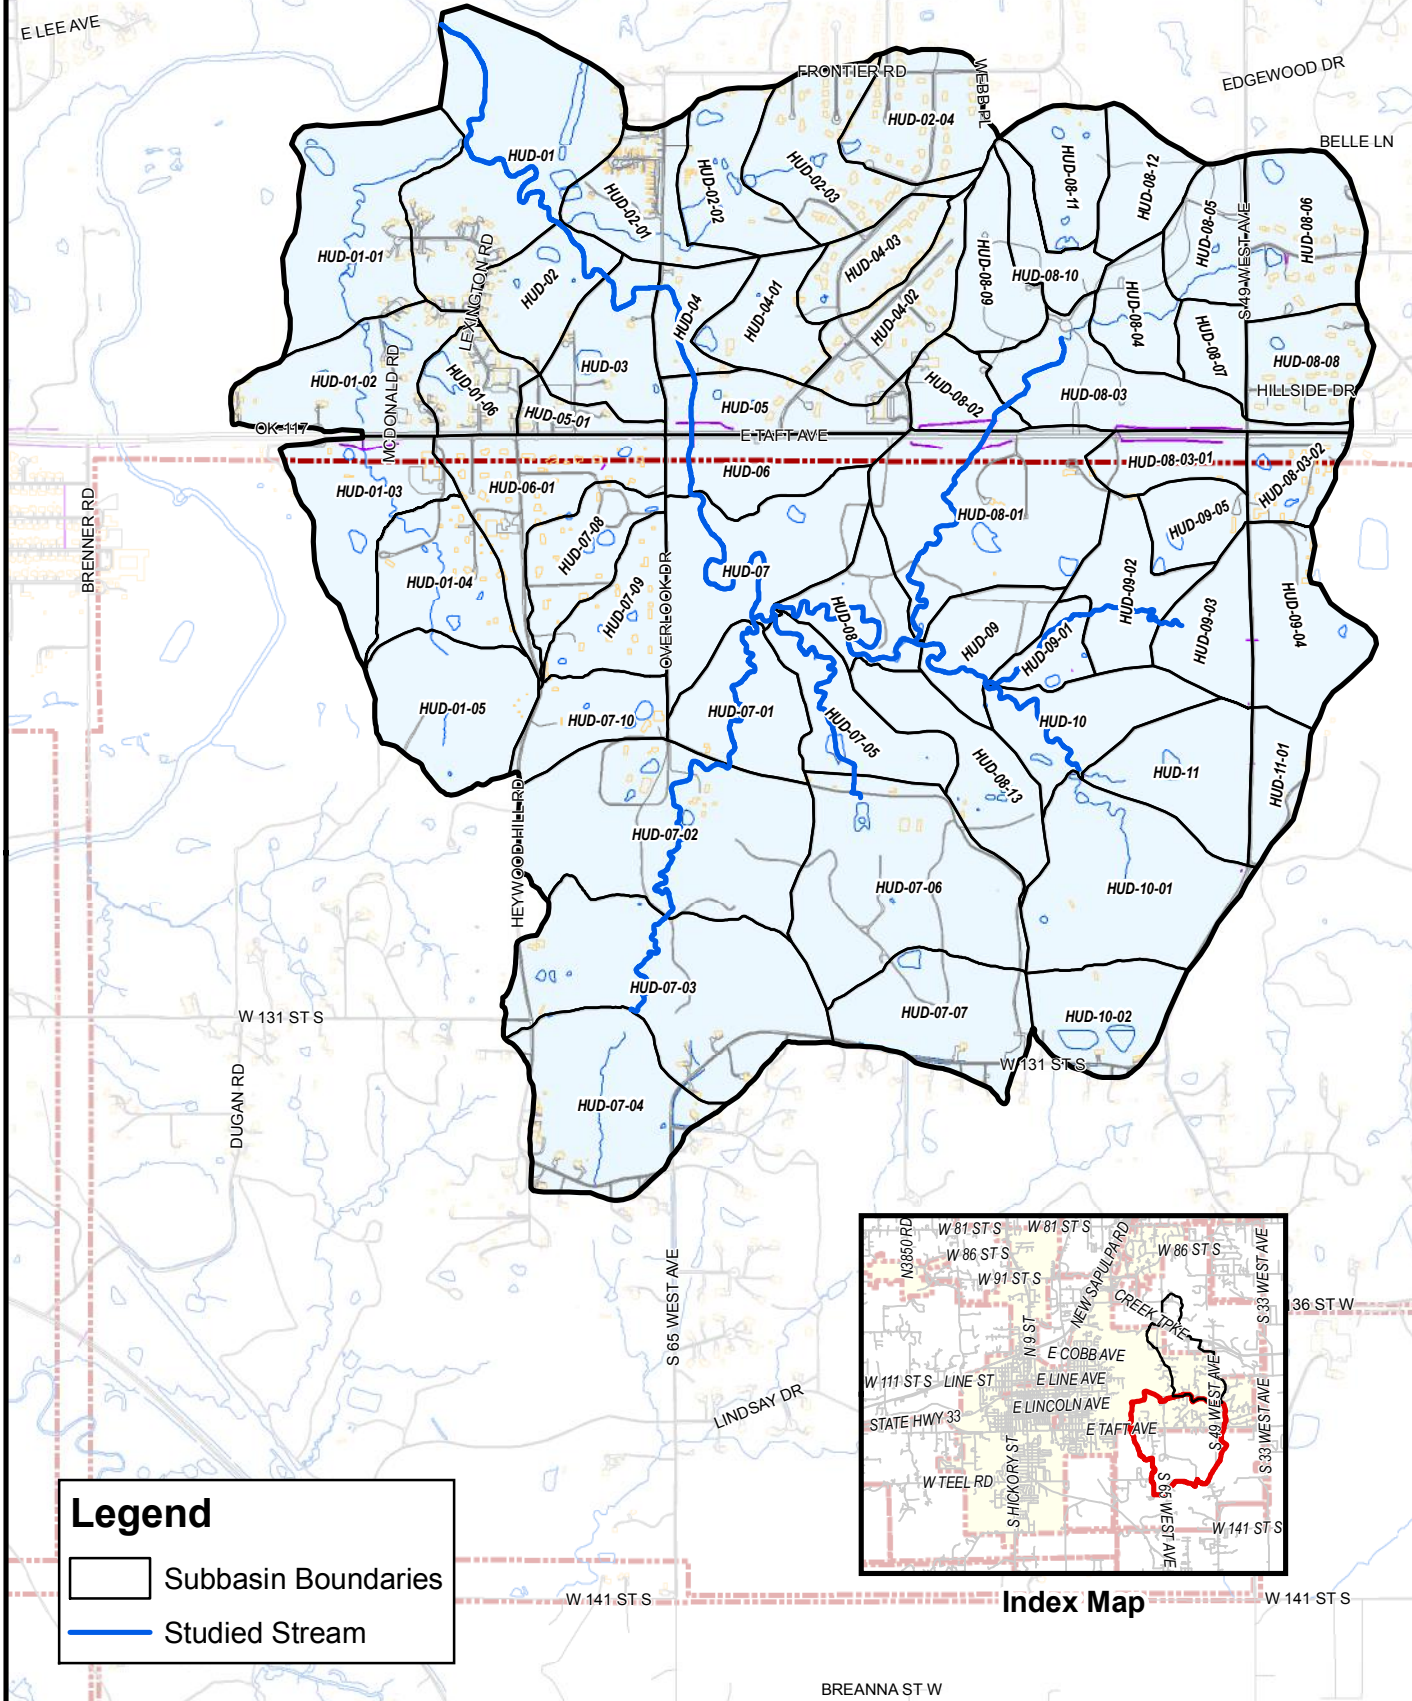 E LEE AVE
FRONTIER RD
WEBB PL
EDGEWOOD DR
BELLE LN
HUD-02-04
HUD-01
HUD-02-01
HUD-02-02
HUD-02-03
HUD-08-11
HUD-08-12
HUD-08-05
S 49 WEST AVE
HUD-08-06
HUD-01-01
LEXINGTON RD
HUD-02
HUD-04
HUD-04-01
HUD-04-03
HUD-04-02
HUD-08-09
HUD-08-10
HUD-08-04
HUD-08-07
HUD-08-08
HILLSIDE DR
HUD-01-02
MCDONALD RD
HUD-01-06
HUD-03
HUD-05-01
HUD-05
HUD-08-02
HUD-08-03
OK-117
E TAFT AVE
HUD-01-03
HUD-06-01
HUD-06
HUD-08-03-01
HUD-08-03-02
BRENNER RD
HUD-07-08
HUD-08-01
HUD-09-05
HUD-01-04
HUD-07-09
OVERLOOK DR
HUD-07
HUD-08
HUD-09
HUD-09-01
HUD-09-02
HUD-09-03
HUD-09-04
HUD-01-05
HUD-07-10
HUD-07-01
HUD-07-05
HUD-10
HUD-08-13
HUD-11
HUD-11-01
HEYWOOD HILL RD
HUD-07-02
HUD-07-06
HUD-10-01
HUD-07-03
HUD-07-07
HUD-10-02
W 131 ST S
W 131 ST S
DUGAN RD
HUD-07-04
S 65 WEST AVE
LINDSAY DR
N3850 RD
W 81 ST S
W 81 ST S
W 86 ST S
W 86 ST S
W 91 ST S
NEW SAPULPA RD
CREEK TPKE
S 33 WEST AVE
36 ST W
N 9 ST
E COBB AVE
W 111 ST S
LINE ST
E LINE AVE
E LINCOLN AVE
STATE HWY 33
E TAFT AVE
S 49 WEST AVE
S 33 WEST AVE
W TEEL RD
S HICKORY ST
S 65 WEST AVE
W 141 ST S
Index Map
Legend
Subbasin Boundaries
Studied Stream
W 141 ST S
W 141 ST S
BREANNA ST W